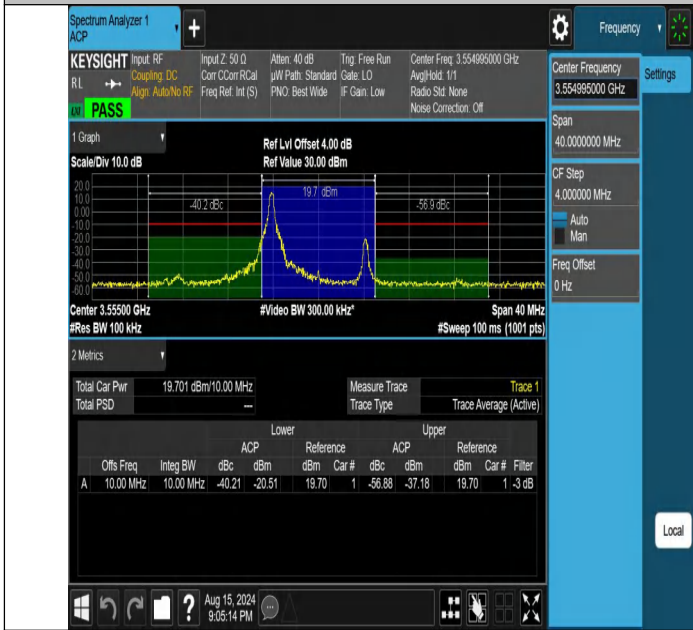 Spectrum Analyzer 1
ACP
Frequency
KEYSIGHT Input: RF Input Z: 50 Ω Atten: 40 dB Trig: Free Run Center Freq: 3.554995000 GHz
RL Coupling: DC Corr CCorr RCal µW Path: Standard Gate: LO Avg|Hold: 1/1
Align: Auto/No RF Freq Ref: Int (S) PNO: Best Wide IF Gain: Low Radio Std: None
PASS Noise Correction: Off
Center Frequency
3.554995000 GHz
Settings
Span
40.0000000 MHz
CF Step
4.000000 MHz
Auto
Man
Freq Offset
0 Hz
1 Graph
Ref Lvl Offset 4.00 dB
Scale/Div 10.0 dB Ref Value 30.00 dBm
20.0
10.0
0.00
-10.0
-20.0
-30.0
-40.0
-50.0
-60.0
-40.2 dBc 19.7 dBm -56.9 dBc
Center 3.55500 GHz #Video BW 300.00 kHz* Span 40 MHz
#Res BW 100 kHz #Sweep 100 ms (1001 pts)
2 Metrics
Total Car Pwr 19.701 dBm/10.00 MHz Measure Trace Trace 1
Total PSD --- Trace Type Trace Average (Active)
Lower Upper
ACP Reference ACP Reference
Offs Freq Integ BW dBc dBm dBm Car # dBc dBm dBm Car # Filter
A 10.00 MHz 10.00 MHz -40.21 -20.51 19.70 1 -56.88 -37.18 19.70 1 -3 dB
Local
Aug 15, 2024
9:05:14 PM